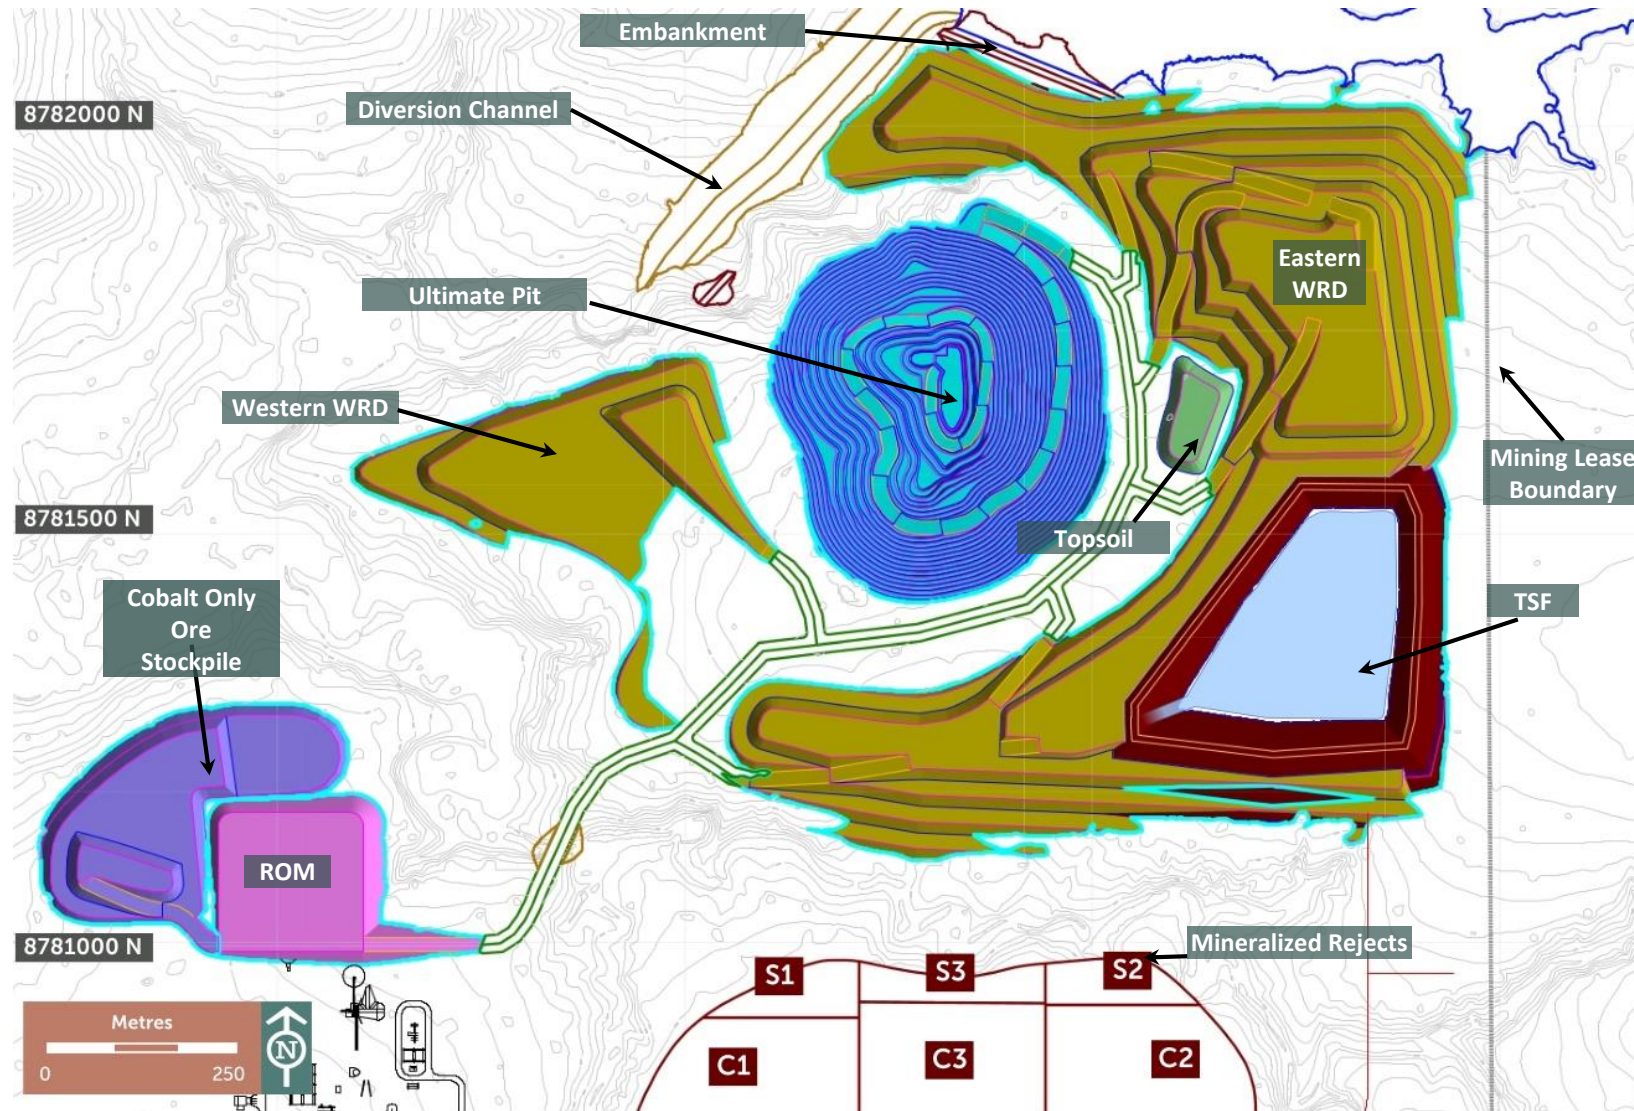 Embankment
8782000 N
Diversion Channel
Eastern
WRD
Ultimate Pit
Western WRD
Mining Lease
Boundary
8781500 N
Topsoil
Cobalt Only
Ore
Stockpile
TSF
ROM
8781000 N
Mineralized Rejects
S1
S3
S2
Metres
0
250
N
C1
C3
C2